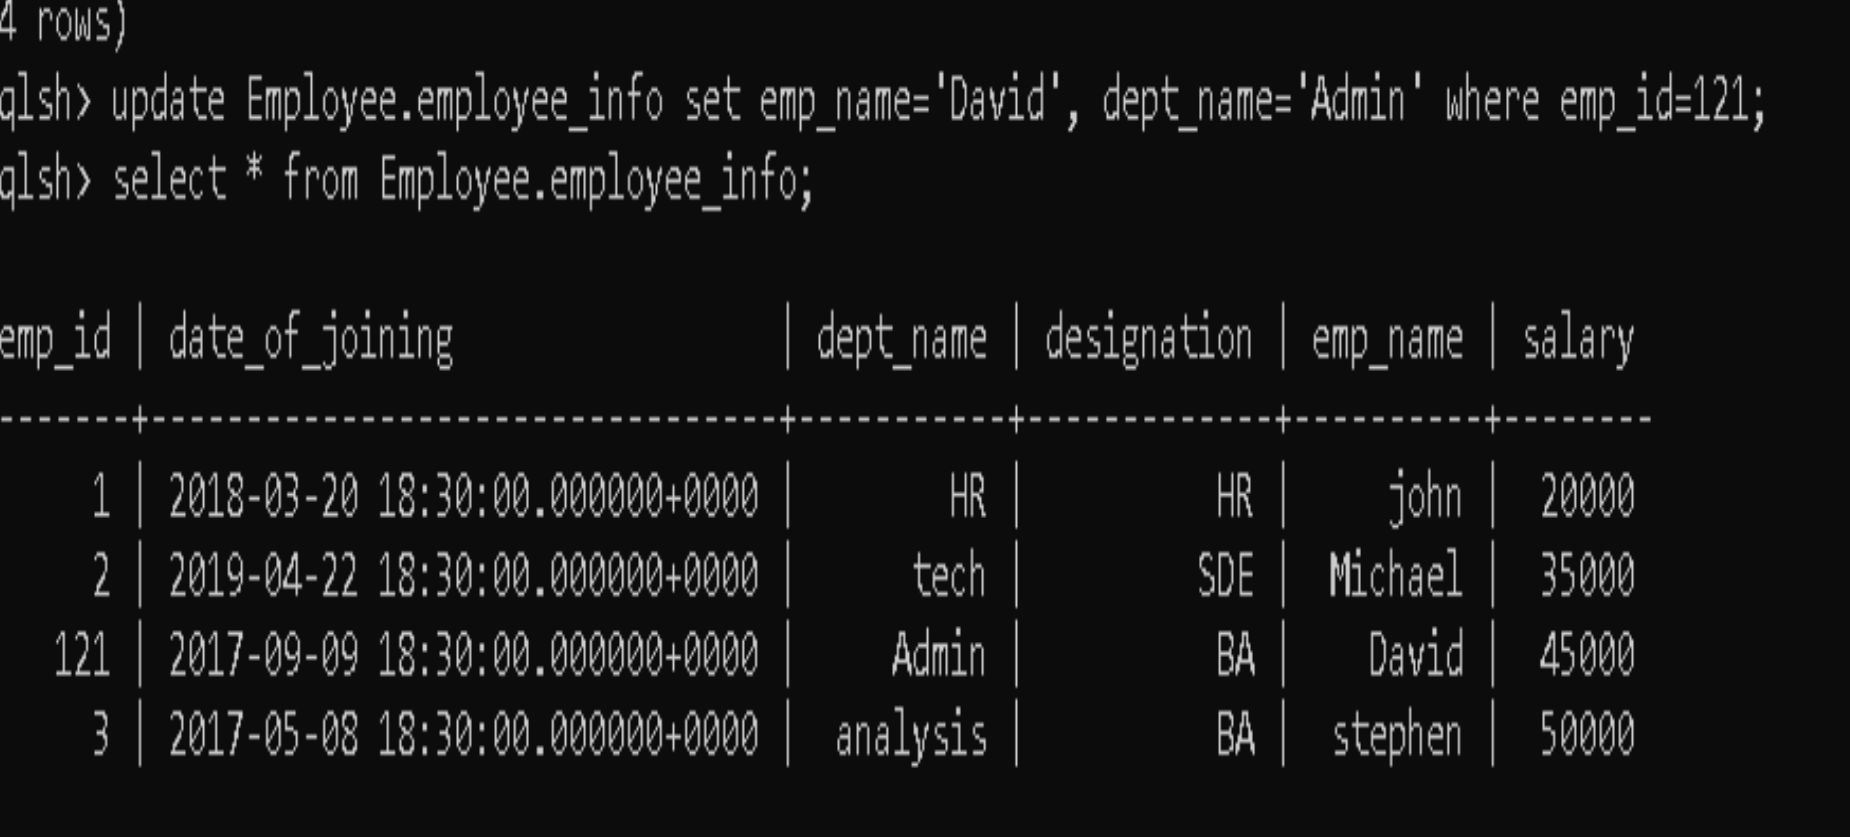 4 rows)
qlsh> update Employee.employee_info set emp_name='David', dept_name='Admin' where emp_id=121;
qlsh> select * from Employee.employee_info;
emp_id | date_of_joining                 | dept_name | designation | emp_name | salary
-------+---------------------------------+-----------+-------------+----------+--------
     1 | 2018-03-20 18:30:00.000000+0000 |        HR |          HR |     john |  20000
     2 | 2019-04-22 18:30:00.000000+0000 |      tech |         SDE |  Michael |  35000
   121 | 2017-09-09 18:30:00.000000+0000 |     Admin |          BA |    David |  45000
     3 | 2017-05-08 18:30:00.000000+0000 |  analysis |          BA |  stephen |  50000